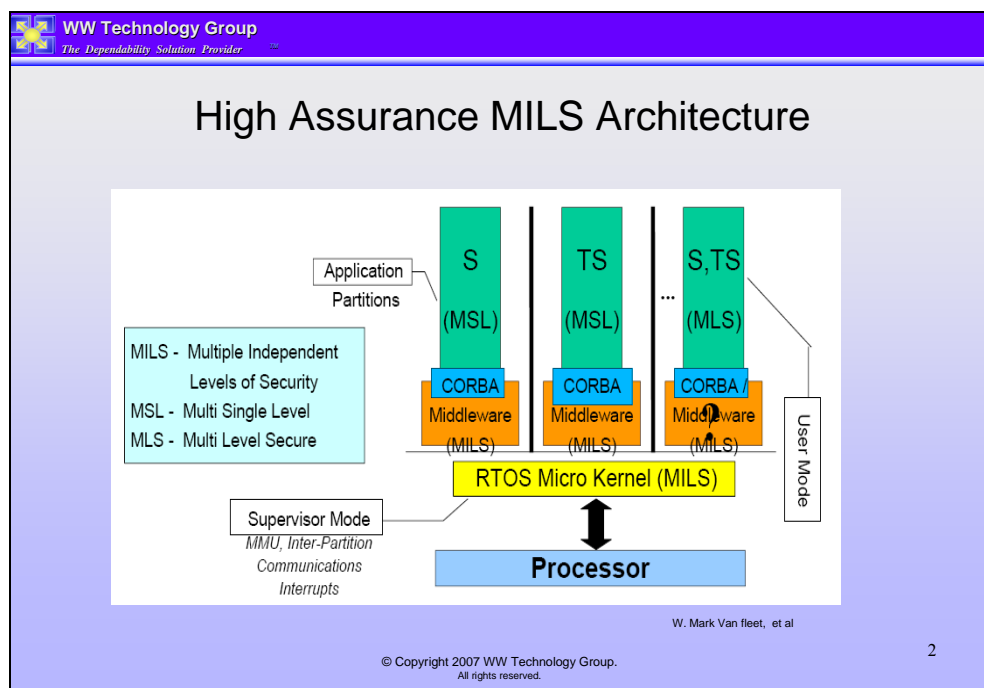 WW Technology Group
The Dependability Solution Provider TM
High Assurance MILS Architecture
Application
Partitions
S
(MSL)
TS
(MSL)
...
S,TS
(MLS)
MILS - Multiple Independent
Levels of Security
MSL - Multi Single Level
MLS - Multi Level Secure
CORBA
Middleware
(MILS)
CORBA
Middleware
(MILS)
CORBA /
?
Middleware
(MILS)
User Mode
RTOS Micro Kernel (MILS)
Supervisor Mode
MMU, Inter-Partition
Communications
Interrupts
Processor
W. Mark Van fleet, et al
© Copyright 2007 WW Technology Group.
All rights reserved.
2